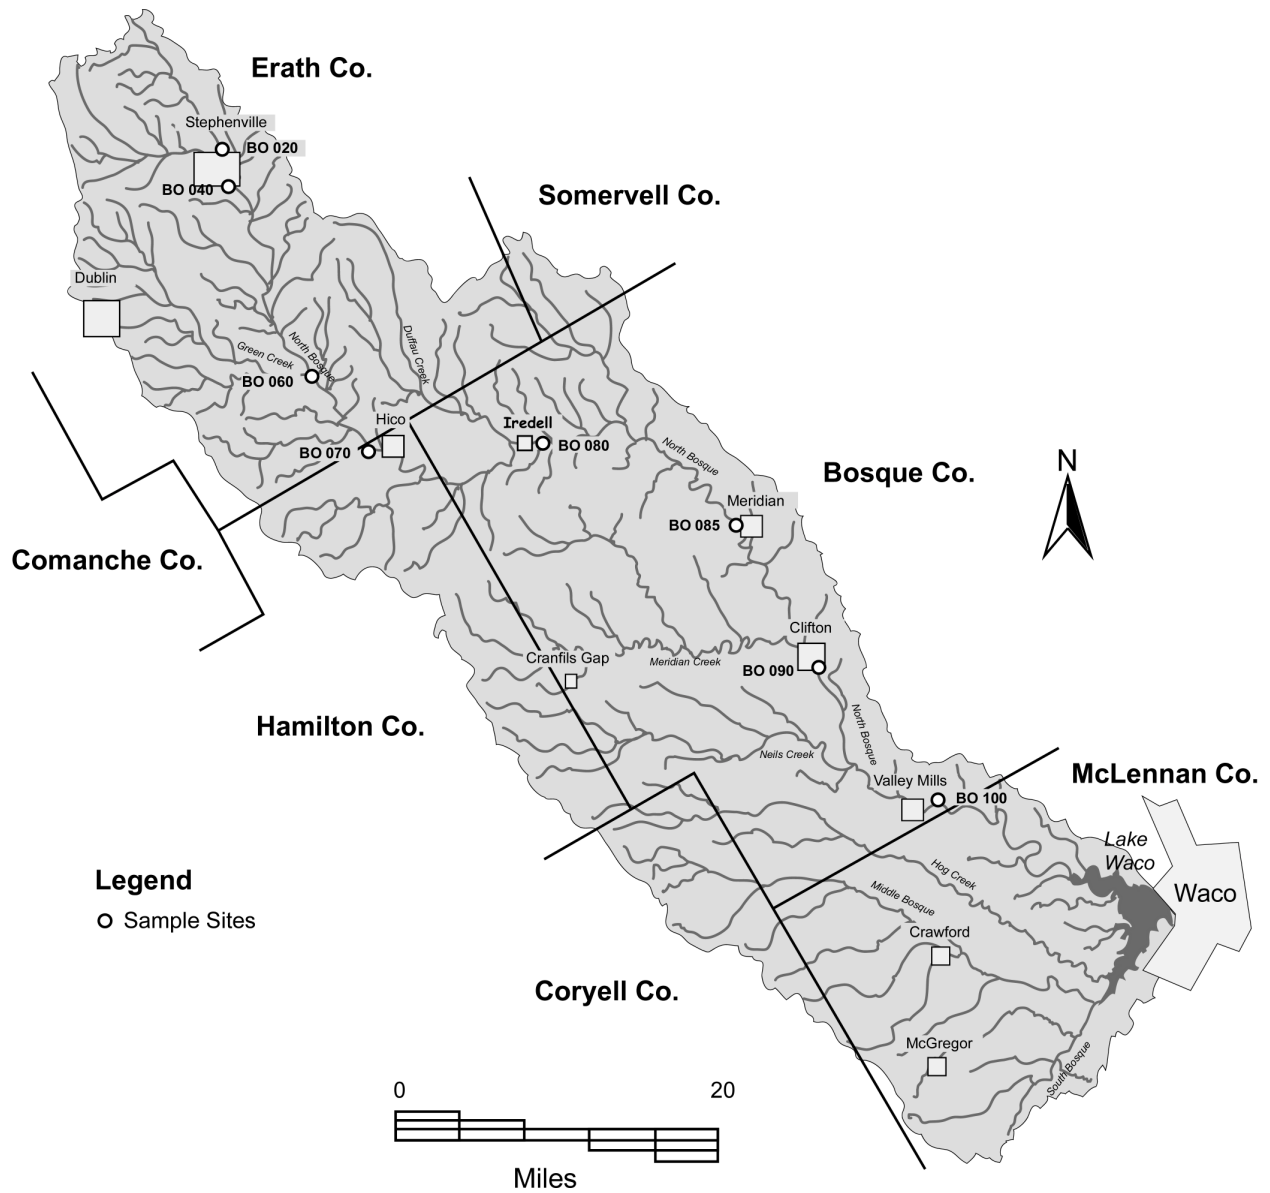 Erath Co.
Stephenville
BO 020
BO 040
Somervell Co.
Dublin
Duffau Creek
North Bosque
Green Creek
BO 060
Hico
Iredell
BO 070
BO 080
North Bosque
Bosque Co.
N
Meridian
BO 085
Comanche Co.
Clifton
Cranfils Gap
Meridian Creek
BO 090
Hamilton Co.
North Bosque
Neils Creek
Valley Mills
McLennan Co.
BO 100
Lake
Waco
Hog Creek
Middle Bosque
Waco
Legend
Sample Sites
Crawford
Coryell Co.
McGregor
South Bosque
0
20
Miles